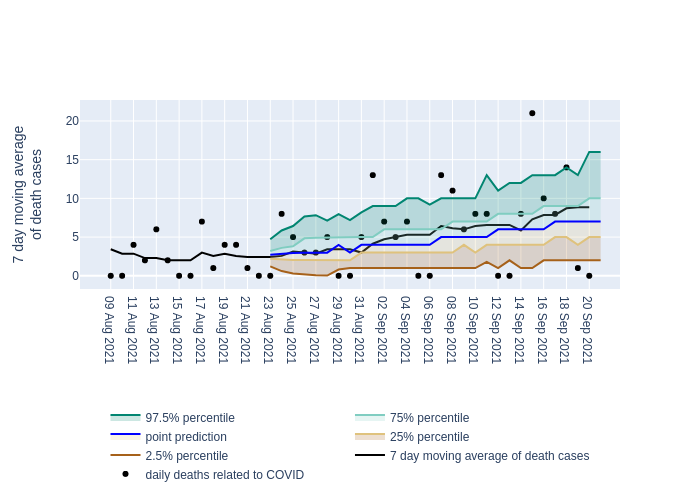 7 day moving average
of death cases
20
15
10
5
0
09 Aug 2021
11 Aug 2021
13 Aug 2021
15 Aug 2021
17 Aug 2021
19 Aug 2021
21 Aug 2021
23 Aug 2021
25 Aug 2021
27 Aug 2021
29 Aug 2021
31 Aug 2021
02 Sep 2021
04 Sep 2021
06 Sep 2021
08 Sep 2021
10 Sep 2021
12 Sep 2021
14 Sep 2021
16 Sep 2021
18 Sep 2021
20 Sep 2021
97.5% percentile
75% percentile
point prediction
25% percentile
2.5% percentile
7 day moving average of death cases
daily deaths related to COVID